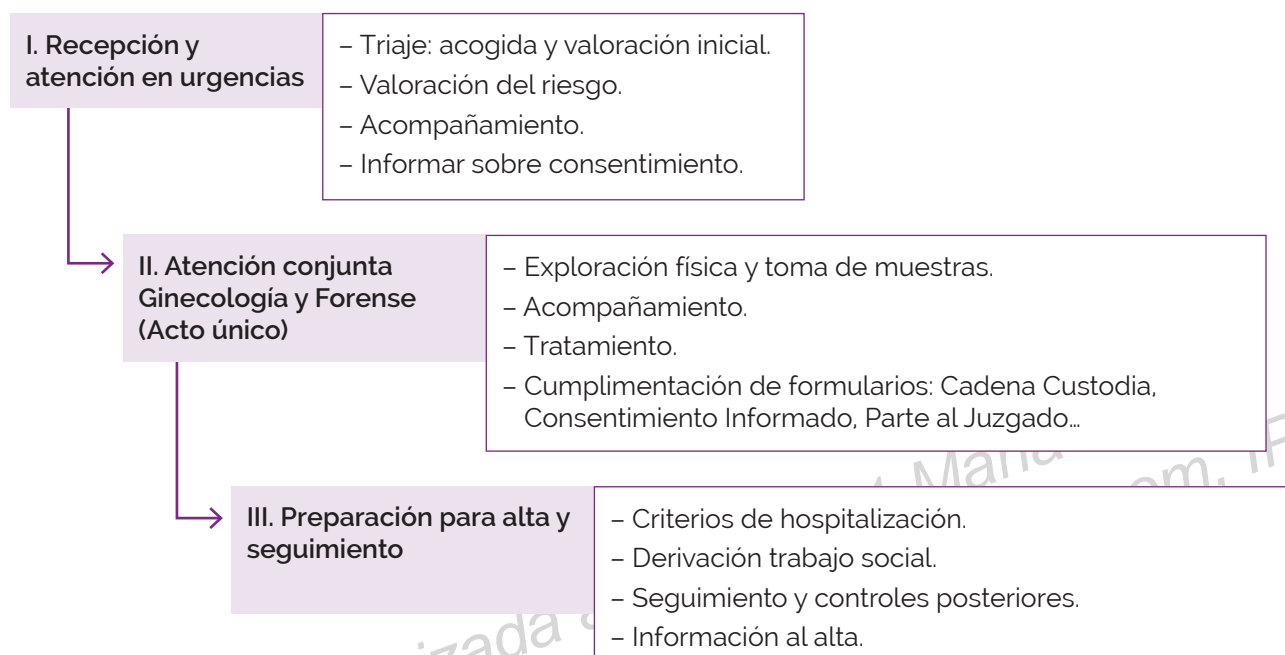 I. Recepción y
atención en urgencias
– Triaje: acogida y valoración inicial.
– Valoración del riesgo.
– Acompañamiento.
– Informar sobre consentimiento.
II. Atención conjunta
Ginecología y Forense
(Acto único)
– Exploración física y toma de muestras.
– Acompañamiento.
– Tratamiento.
– Cumplimentación de formularios: Cadena Custodia,
Consentimiento Informado, Parte al Juzgado…
III. Preparación para alta y
seguimiento
– Criterios de hospitalización.
– Derivación trabajo social.
– Seguimiento y controles posteriores.
– Información al alta.